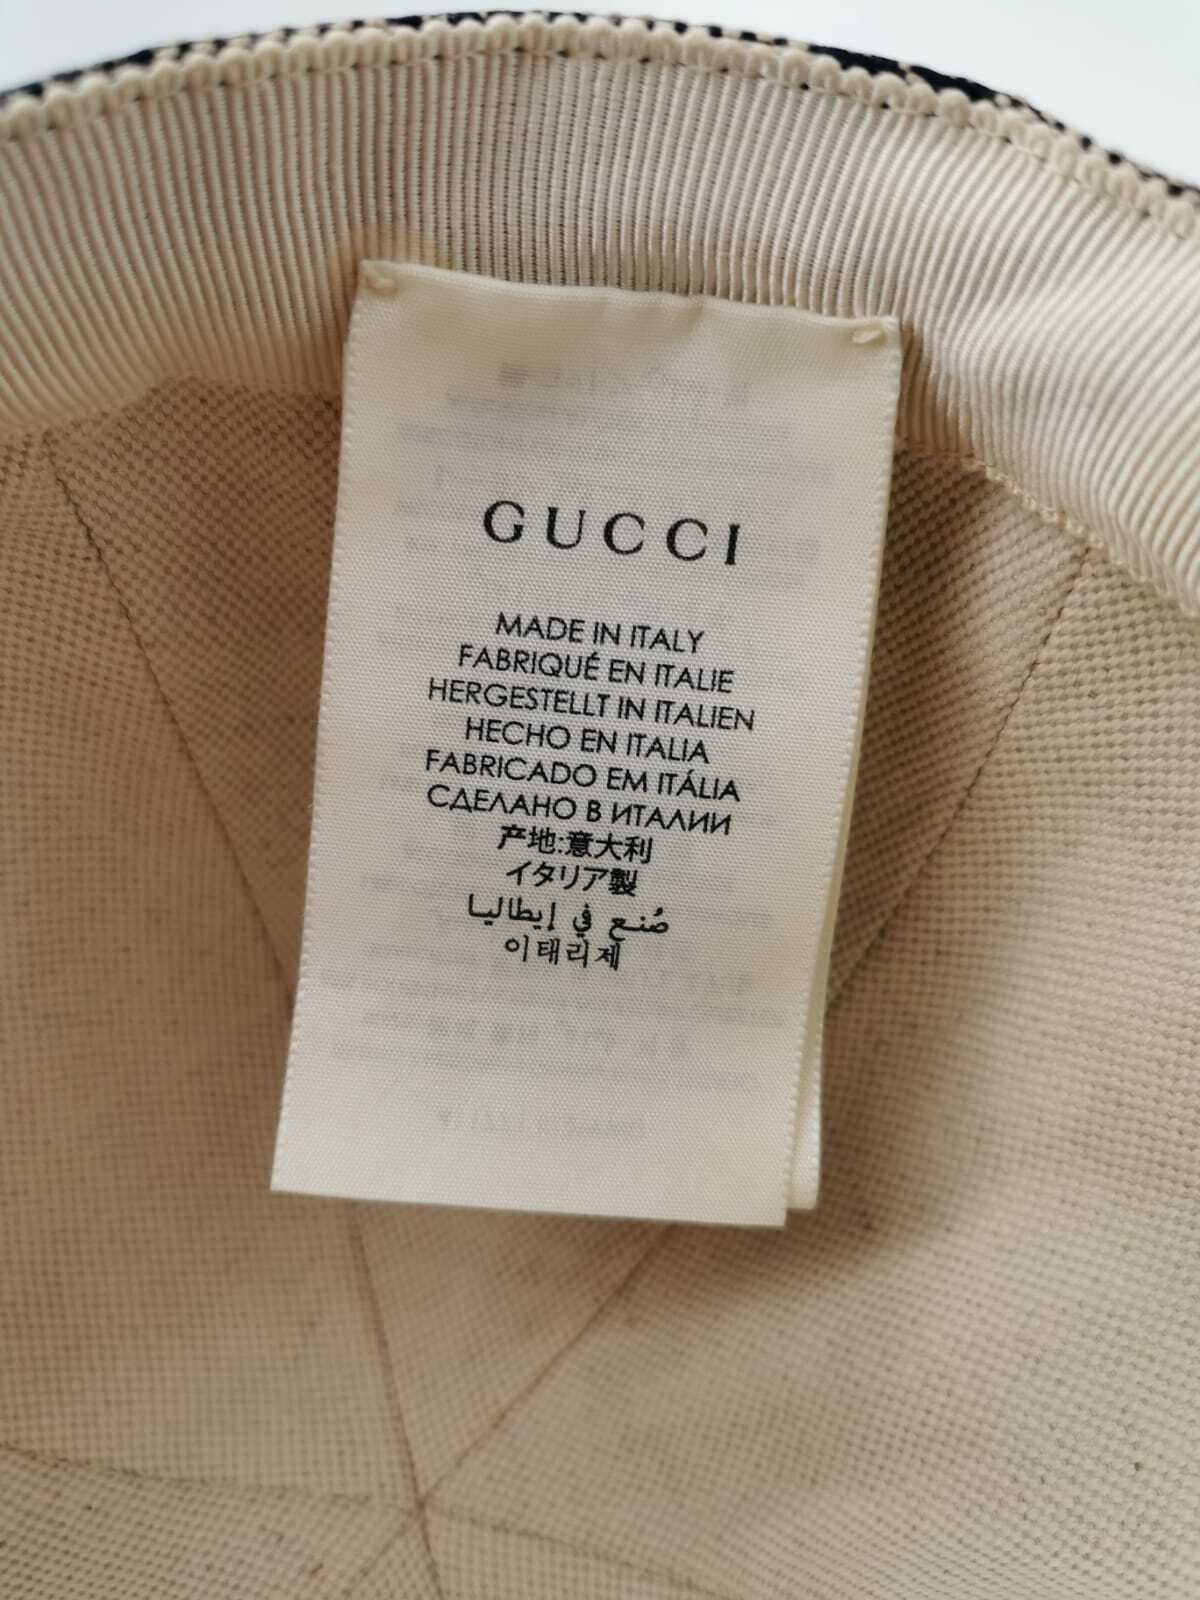 GUCCI
MADE IN ITALY
FABRIQUÉ EN ITALIE
HERGESTELLT IN ITALIEN
HECHO EN ITALIA
FABRICADO EM ITÁLIA
СДЕЛАНО В ИТАЛИИ
产地:意大利
イタリア製
صُنع في إيطاليا
이태리제